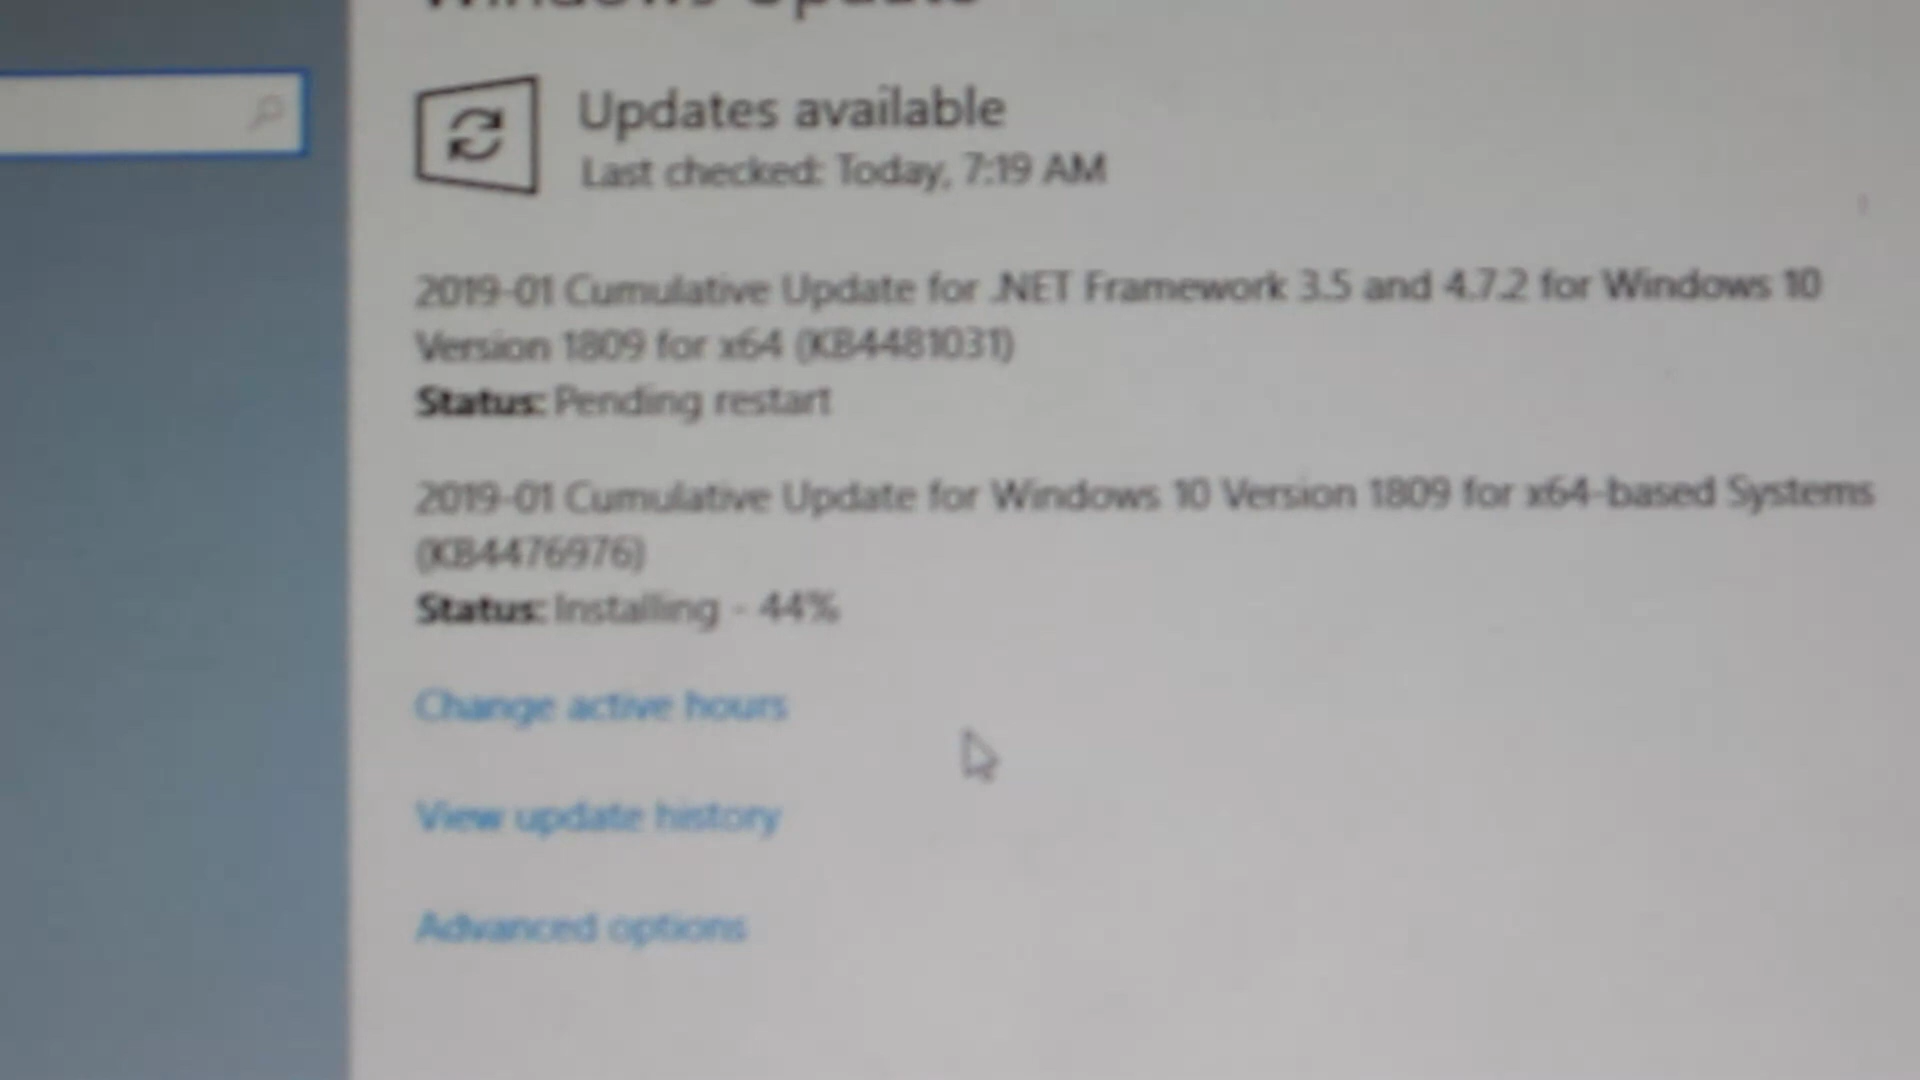 Windows Update
Updates available
Last checked: Today, 7:19 AM
2019-01 Cumulative Update for .NET Framework 3.5 and 4.7.2 for Windows 10
Version 1809 for x64 (KB4481031)
Status: Pending restart
2019-01 Cumulative Update for Windows 10 Version 1809 for x64-based Systems
(KB4476976)
Status: Installing - 44%
Change active hours
View update history
Advanced options